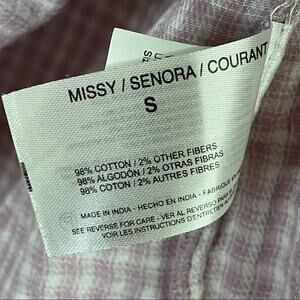 MISSY / SENORA / COURANT
S
98% COTTON / 2% OTHER FIBERS
98% ALGODÓN / 2% OTRAS FIBRAS
98% COTON / 2% AUTRES FIBRES
MADE IN INDIA - HECHO EN INDIA - FABRIQUÉ EN
SEE REVERSE FOR CARE - VER AL REVERSO PARA
VOIR LES INSTRUCTIONS D'ENTRETIEN AU